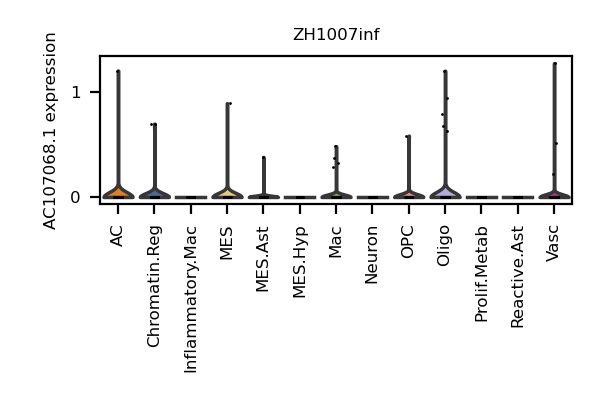 ZH1007inf
AC107068.1 expression
1
0
AC
Chromatin.Reg
Inflammatory.Mac
MES
MES.Ast
MES.Hyp
Mac
Neuron
OPC
Oligo
Prolif.Metab
Reactive.Ast
Vasc